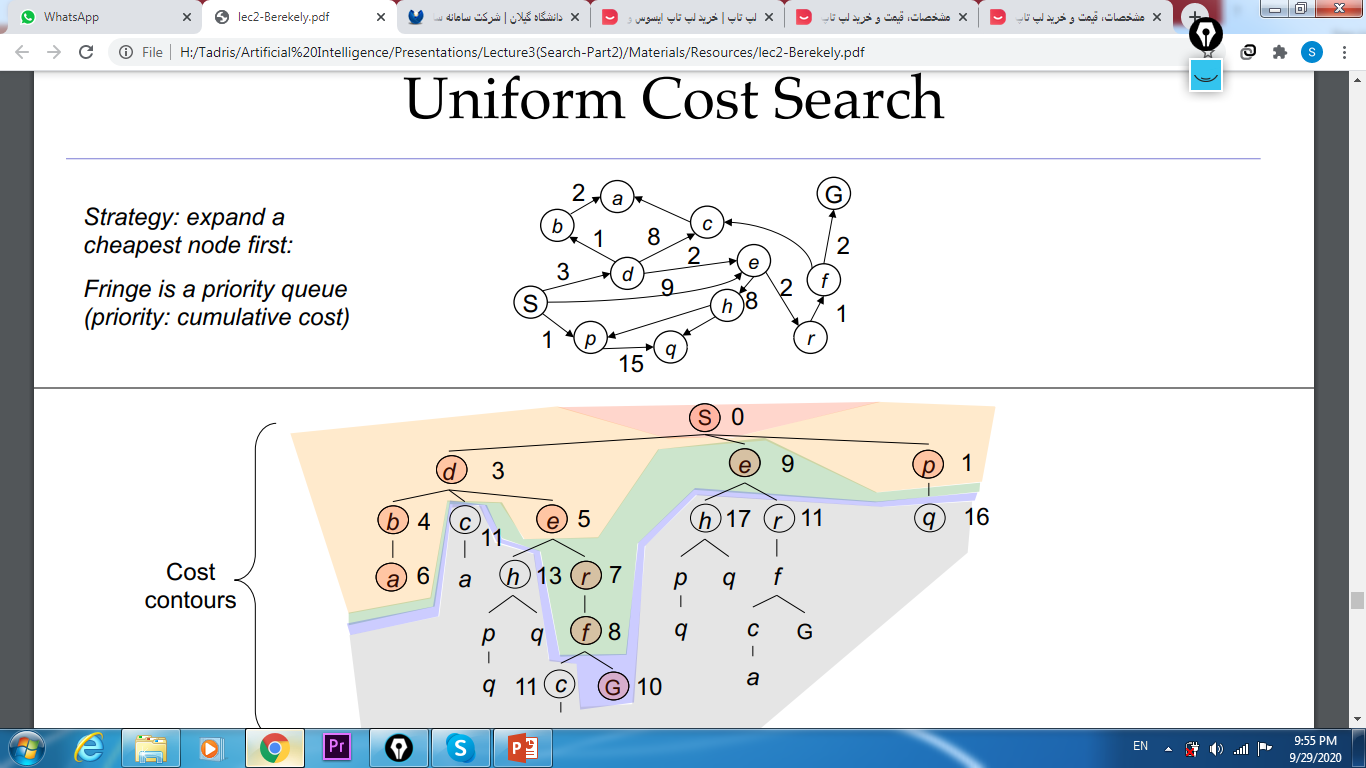 WhatsApp
lec2-Berekely.pdf
دانشگاه گیلان | شرکت سامانه سا
لپ تاپ | خرید لپ تاپ ایسوس و
مشخصات، قیمت و خرید لپ تاپ
مشخصات، قیمت و خرید لپ تاپ
File | H:/Tadris/Artificial%20Intelligence/Presentations/Lecture3(Search-Part2)/Materials/Resources/lec2-Berekely.pdf
S
Uniform Cost Search
Strategy: expand a
cheapest node first:
Fringe is a priority queue
(priority: cumulative cost)
2 a G
b c
1 8 2
3 d 2 e f
S 9 h 8 2
1 p q r 1
15
S 0
d 3 e 9 p 1
b 4 c 11 e 5 h 17 r 11 q 16
Cost
contours
a 6 a h 13 r 7 p q f
p q f 8 q c G
q 11 c G 10 a
Pr
S
P
EN
9:55 PM
9/29/2020